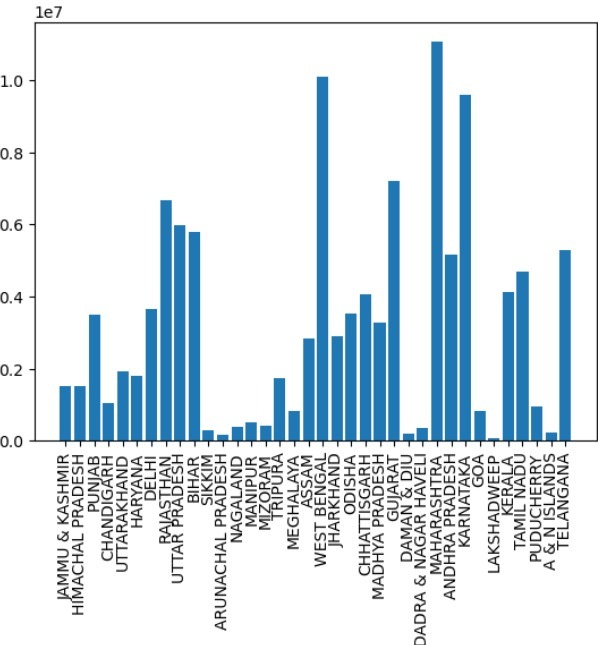 1e7
1.0
0.8
0.6
0.4
0.2
0.0
JAMMU & KASHMIR
HIMACHAL PRADESH
PUNJAB
CHANDIGARH
UTTARAKHAND
HARYANA
DELHI
RAJASTHAN
UTTAR PRADESH
BIHAR
SIKKIM
ARUNACHAL PRADESH
NAGALAND
MANIPUR
MIZORAM
TRIPURA
MEGHALAYA
ASSAM
WEST BENGAL
JHARKHAND
ODISHA
CHHATTISGARH
MADHYA PRADESH
GUJARAT
DAMAN & DIU
DADRA & NAGAR HAVELI
MAHARASHTRA
ANDHRA PRADESH
KARNATAKA
GOA
LAKSHADWEEP
KERALA
TAMIL NADU
PUDUCHERRY
A & N ISLANDS
TELANGANA